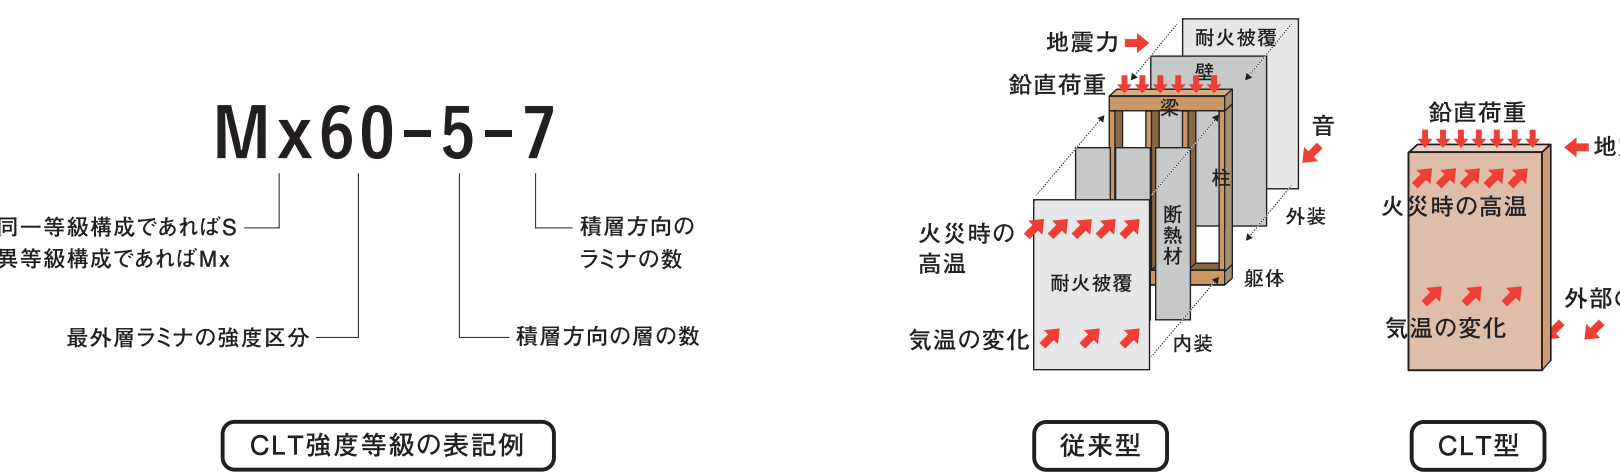 Mx60-5-7
同一等級構成であればS
異等級構成であればMx
積層方向の
ラミナの数
最外層ラミナの強度区分
積層方向の層の数
CLT強度等級の表記例
地震力
耐火被覆
壁
鉛直荷重
梁
音
柱
断熱材
外装
火災時の
高温
耐火被覆
躯体
気温の変化
内装
従来型
鉛直荷重
地
火災時の高温
外部
気温の変化
CLT型